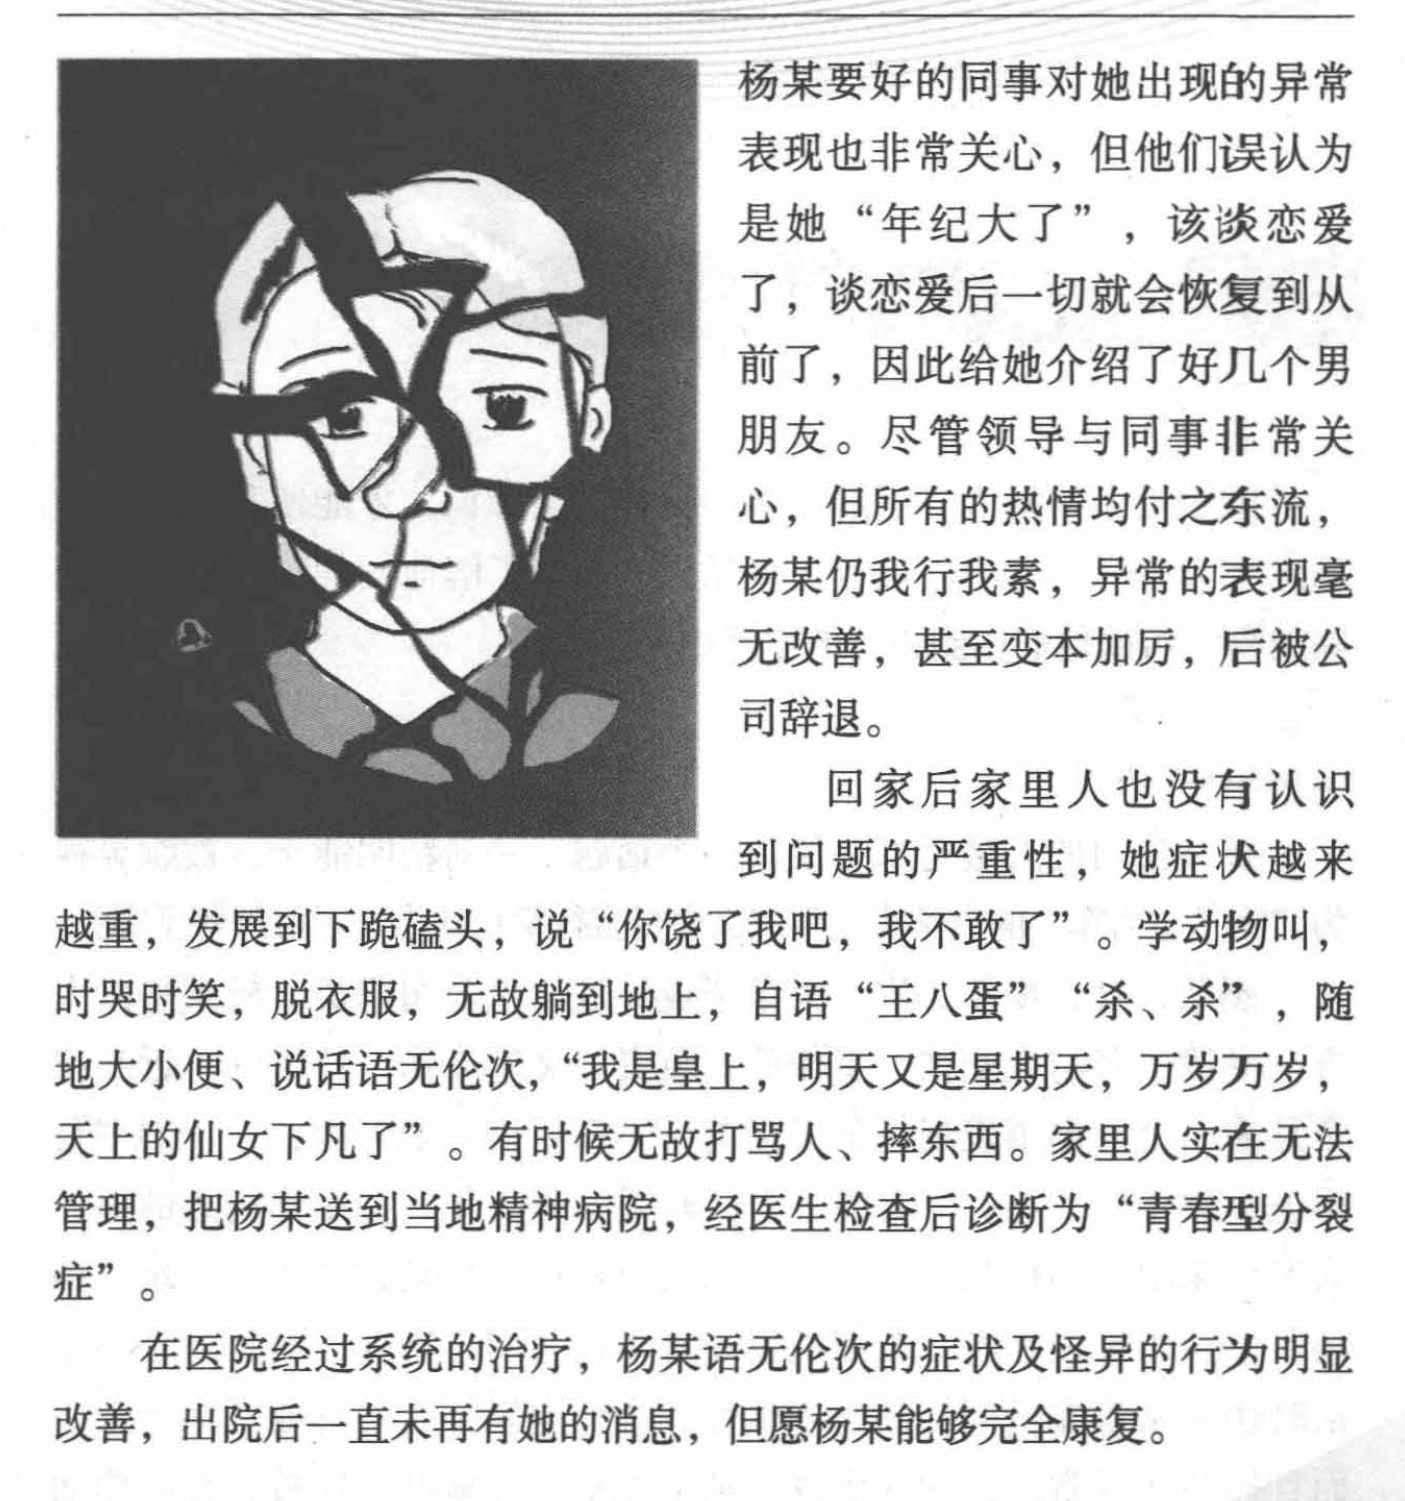 杨某要好的同事对她出现的异常
表现也非常关心，但他们误认为
是她“年纪大了”，该谈恋爱
了，谈恋爱后一切就会恢复到从
前了，因此给她介绍了好几个男
朋友。尽管领导与同事非常关
心，但所有的热情均付之东流，
杨某仍我行我素，异常的表现毫
无改善，甚至变本加厉，后被公
司辞退。
回家后家里人也没有认识
到问题的严重性，她症状越来
越重，发展到下跪磕头，说“你饶了我吧，我不敢了”。学动物叫，
时哭时笑，脱衣服，无故躺到地上，自语“王八蛋”“杀、杀”，随
地大小便、说话语无伦次，“我是皇上，明天又是星期天，万岁万岁，
天上的仙女下凡了”。有时候无故打骂人、摔东西。家里人实在无法
管理，把杨某送到当地精神病院，经医生检查后诊断为“青春型分裂
症”。
在医院经过系统的治疗，杨某语无伦次的症状及怪异的行为明显
改善，出院后一直未再有她的消息，但愿杨某能够完全康复。